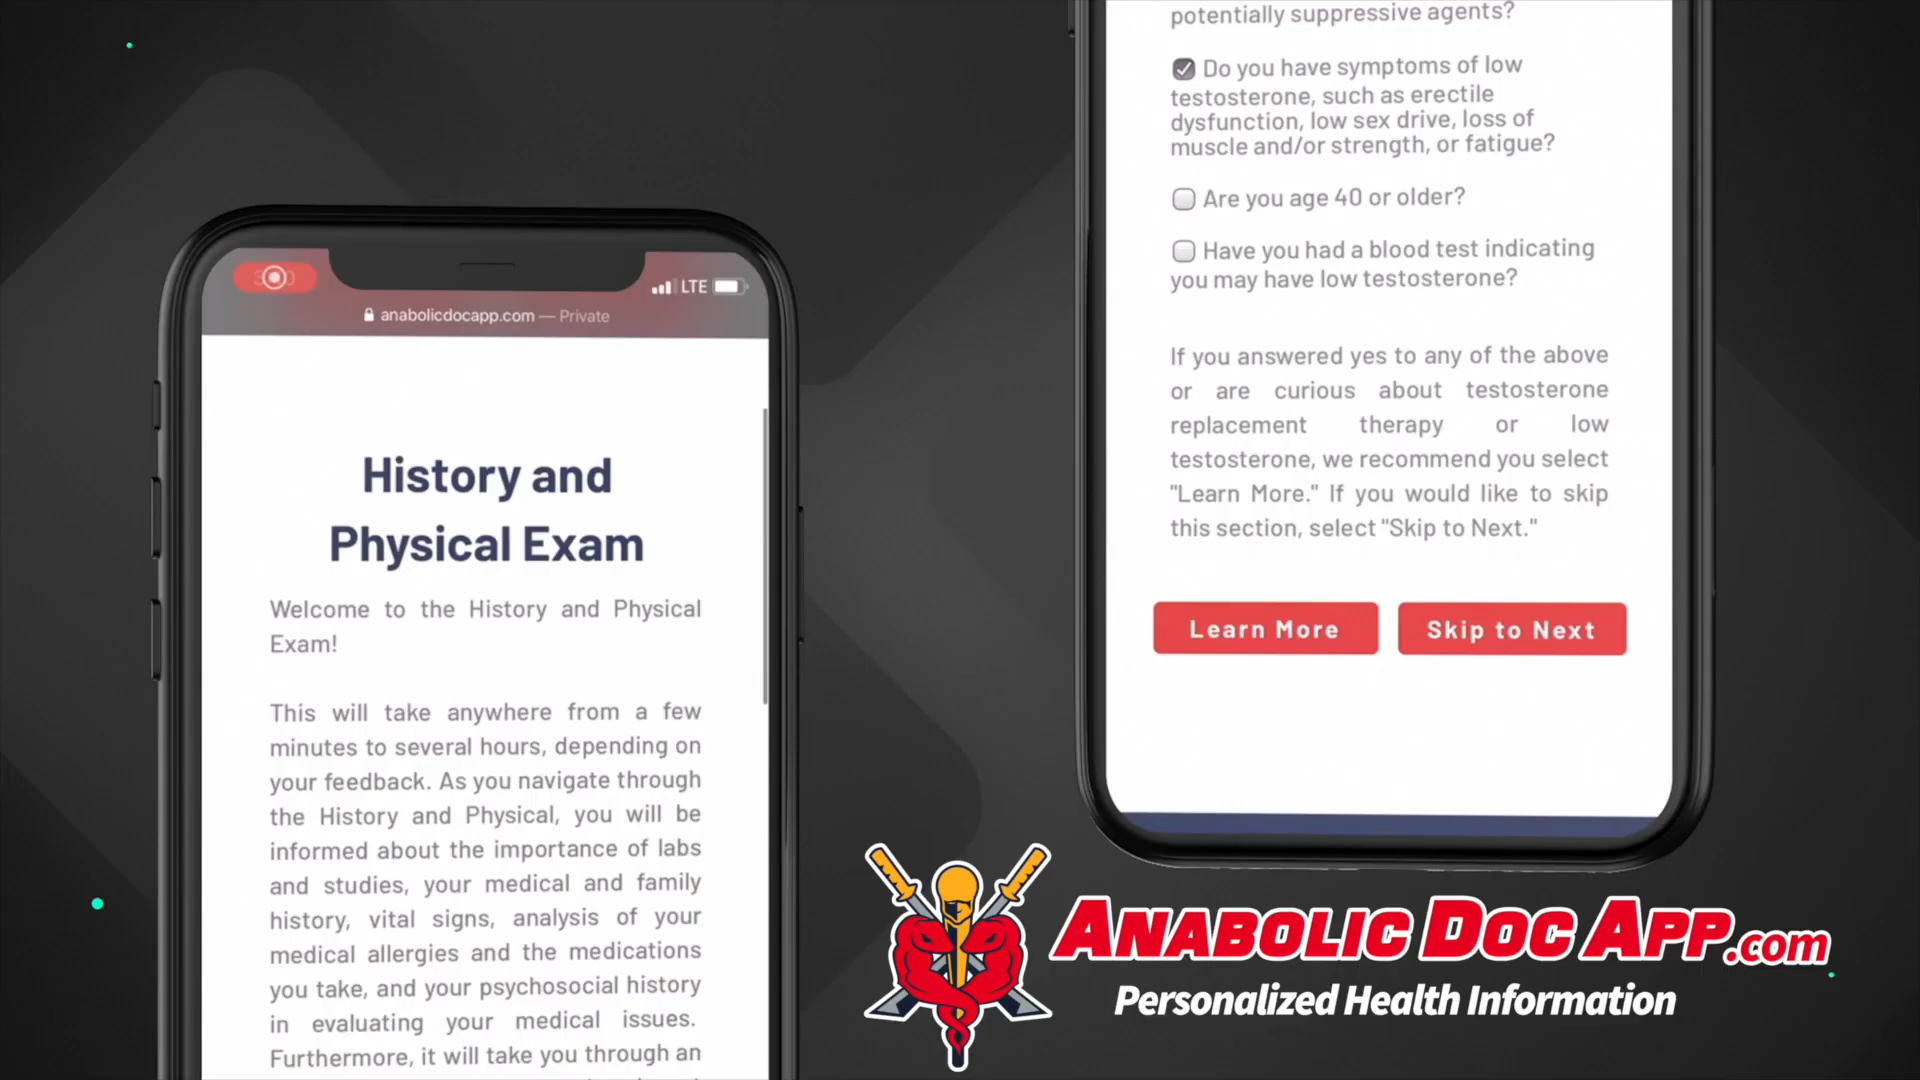 LTE
anabolicdocapp.com — Private
History and
Physical Exam
Welcome to the History and Physical
Exam!
This will take anywhere from a few
minutes to several hours, depending on
your feedback. As you navigate through
the History and Physical, you will be
informed about the importance of labs
and studies, your medical and family
history, vital signs, analysis of your
medical allergies and the medications
you take, and your psychosocial history
in evaluating your medical issues.
Furthermore, it will take you through an
potentially suppressive agents?
Do you have symptoms of low
testosterone, such as erectile
dysfunction, low sex drive, loss of
muscle and/or strength, or fatigue?
Are you age 40 or older?
Have you had a blood test indicating
you may have low testosterone?
If you answered yes to any of the above
or are curious about testosterone
replacement therapy or low
testosterone, we recommend you select
"Learn More." If you would like to skip
this section, select "Skip to Next."
Learn More
Skip to Next
ANABOLIC DOC APP.com
Personalized Health Information